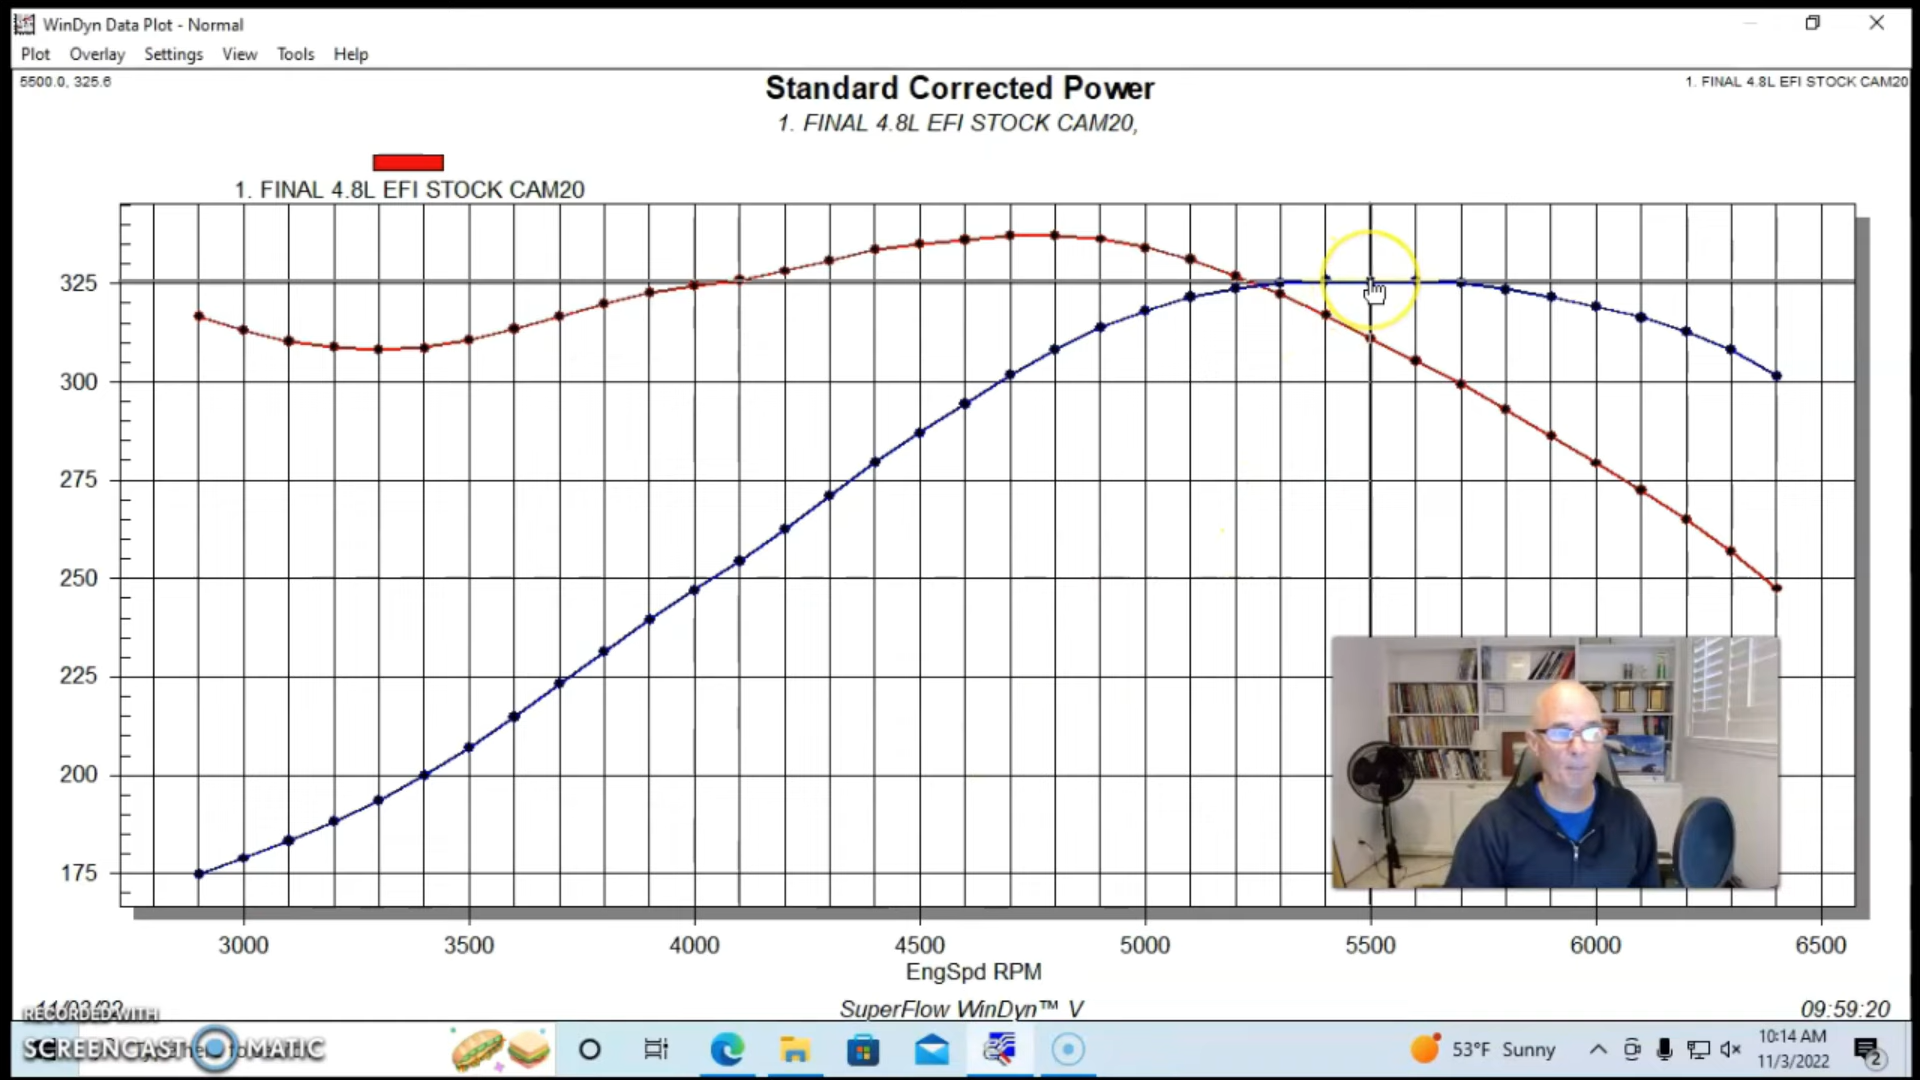 WinDyn Data Plot - Normal
Plot Overlay Settings View Tools Help
5500.0, 325.6
1. FINAL 4.8L EFI STOCK CAM20
Standard Corrected Power
1. FINAL 4.8L EFI STOCK CAM20,
1. FINAL 4.8L EFI STOCK CAM20
325
300
275
250
225
200
175
3000 3500 4000 4500 5000 5500 6000 6500
EngSpd RPM
SuperFlow WinDyn™ V
09:59:20
RECORDED WITH
SCREENCAST MATIC
53°F Sunny
10:14 AM
11/3/2022
2